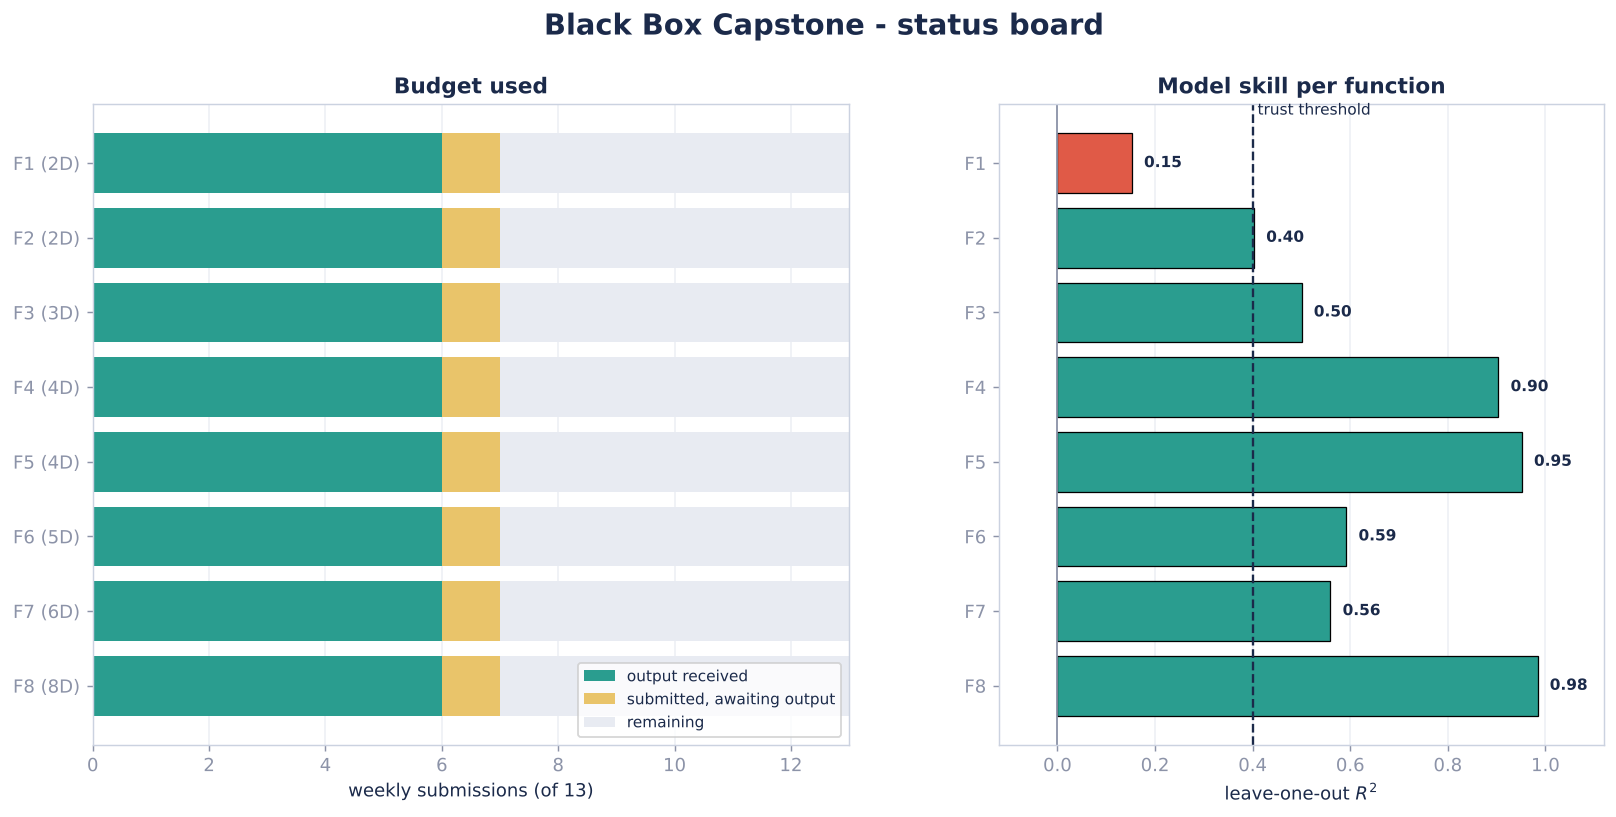 Black Box Capstone - status board
Budget used
F1 (2D)
F2 (2D)
F3 (3D)
F4 (4D)
F5 (4D)
F6 (5D)
F7 (6D)
F8 (8D)
output received
submitted, awaiting output
remaining
0 2 4 6 8 10 12
weekly submissions (of 13)
Model skill per function
trust threshold
F1 0.15
F2 0.40
F3 0.50
F4 0.90
F5 0.95
F6 0.59
F7 0.56
F8 0.98
0.0 0.2 0.4 0.6 0.8 1.0
leave-one-out R²